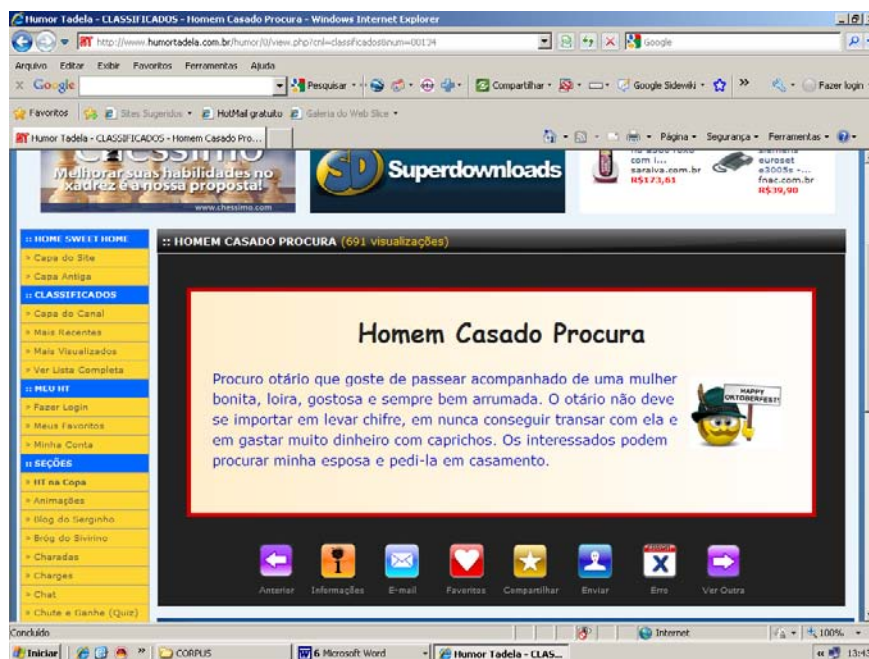 Humor Tadela - CLASSIFICADOS - Homem Casado Procura - Windows Internet Explorer
http://www.humortadela.com.br/humor/0/view.php?cnl=classificados&num=00134
Google
Arquivo Editar Exibir Favoritos Ferramentas Ajuda
x Google Pesquisar Compartilhar Google Sidewiki » Fazer login
Favoritos Sites Sugeridos HotMail gratuito Galeria do Web Slice
Humor Tadela - CLASSIFICADOS - Homem Casado Pro... Página Segurança Ferramentas
CHESSIMO
Melhorar suas habilidades no xadrez é a nossa proposta!
www.chessimo.com
SD Superdownloads
com i...
saraiva.com.br
R$173,61
euroset
e3005s -...
fnac.com.br
R$39,90
:: HOME SWEET HOME
» Capa do Site
» Capa Antiga
:: CLASSIFICADOS
» Capa do Canal
» Mais Recentes
» Mais Visualizados
» Ver Lista Completa
:: MEU HT
» Fazer Login
» Meus Favoritos
» Minha Conta
:: SEÇÕES
» HT na Copa
» Animações
» Blog do Serginho
» Bróg do Sivirino
» Charadas
» Charges
» Chat
» Chute e Ganhe (Quiz)
:: HOMEM CASADO PROCURA (691 visualizações)
Homem Casado Procura
Procuro otário que goste de passear acompanhado de uma mulher
bonita, loira, gostosa e sempre bem arrumada. O otário não deve
se importar em levar chifre, em nunca conseguir transar com ela e
em gastar muito dinheiro com caprichos. Os interessados podem
procurar minha esposa e pedi-la em casamento.
HAPPY
OKTOBERFEST!
Anterior Informações E-mail Favoritos Compartilhar Enviar Erro Ver Outra
Concluído Internet 100%
Iniciar » CORPUS 6 Microsoft Word Humor Tadela - CLAS... « 13:43